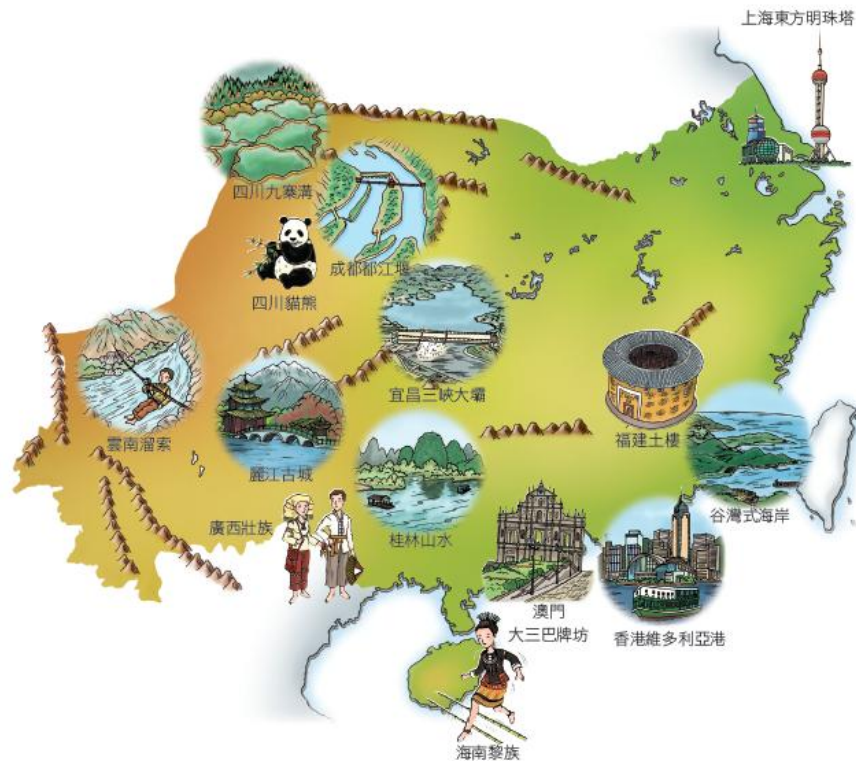 上海東方明珠塔
四川九寨溝
成都都江堰
四川貓熊
宜昌三峽大壩
雲南溜索
麗江古城
福建土樓
谷灣式海岸
廣西壯族
桂林山水
澳門
大三巴牌坊
香港維多利亞港
海南黎族